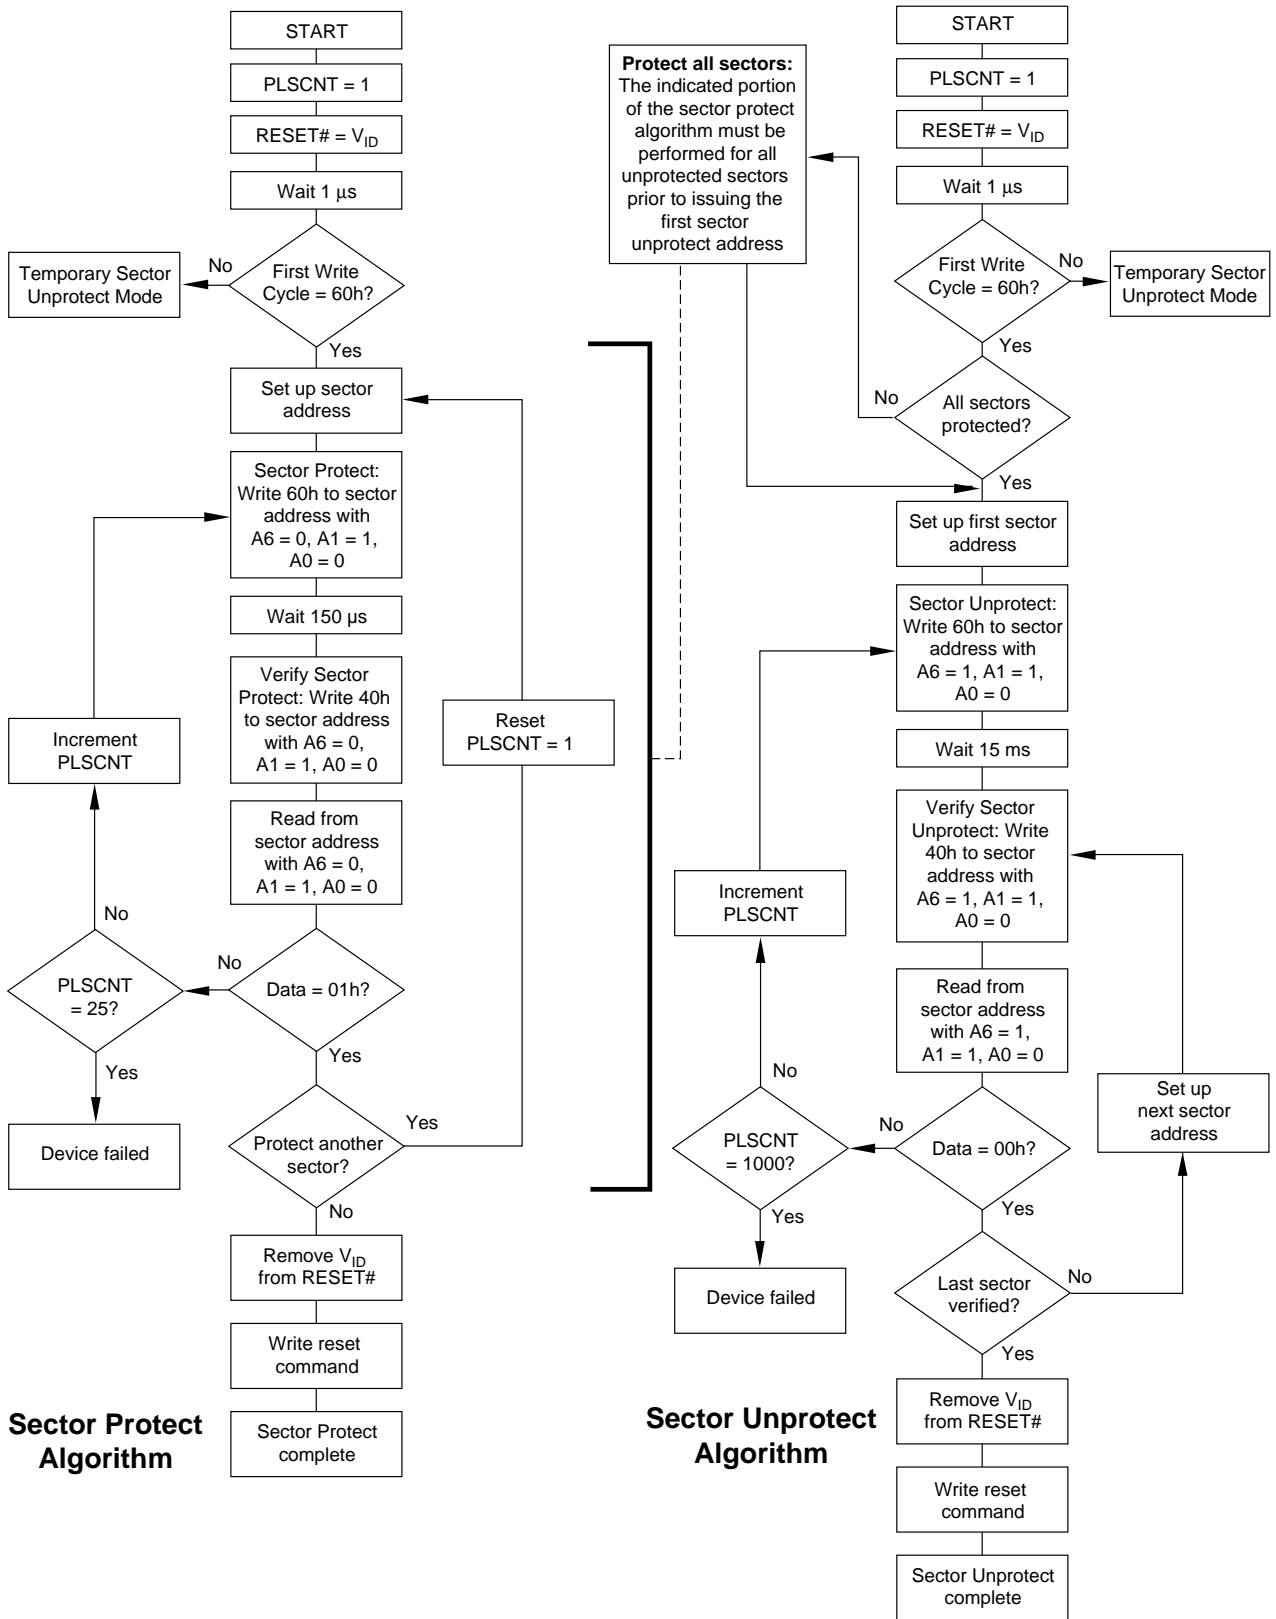 START
PLSCNT = 1
RESET# = VID
Wait 1 μs
First Write
Cycle = 60h?
No
Temporary Sector
Unprotect Mode
Yes
Set up sector
address
Sector Protect:
Write 60h to sector
address with
A6 = 0, A1 = 1,
A0 = 0
Wait 150 µs
Verify Sector
Protect: Write 40h
to sector address
with A6 = 0,
A1 = 1, A0 = 0
Read from
sector address
with A6 = 0,
A1 = 1, A0 = 0
Increment
PLSCNT
No
PLSCNT
= 25?
Yes
Device failed
No
Data = 01h?
Yes
Protect another
sector?
Yes
Reset
PLSCNT = 1
No
Remove VID
from RESET#
Write reset
command
Sector Protect
complete
Sector Protect
Algorithm
Protect all sectors:
The indicated portion
of the sector protect
algorithm must be
performed for all
unprotected sectors
prior to issuing the
first sector
unprotect address
START
PLSCNT = 1
RESET# = VID
Wait 1 μs
First Write
Cycle = 60h?
No
Temporary Sector
Unprotect Mode
Yes
No
All sectors
protected?
Yes
Set up first sector
address
Sector Unprotect:
Write 60h to sector
address with
A6 = 1, A1 = 1,
A0 = 0
Wait 15 ms
Verify Sector
Unprotect: Write
40h to sector
address with
A6 = 1, A1 = 1,
A0 = 0
Read from
sector address
with A6 = 1,
A1 = 1, A0 = 0
Increment
PLSCNT
No
PLSCNT
= 1000?
Yes
Device failed
No
Data = 00h?
Yes
Set up
next sector
address
Last sector
verified?
No
Yes
Remove VID
from RESET#
Write reset
command
Sector Unprotect
complete
Sector Unprotect
Algorithm